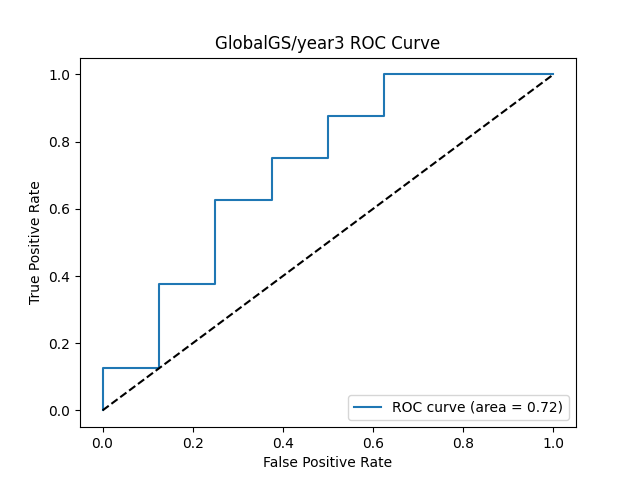 GlobalGS/year3 ROC Curve
1.0
0.8
0.6
0.4
0.2
0.0
True Positive Rate
ROC curve (area = 0.72)
0.0 0.2 0.4 0.6 0.8 1.0
False Positive Rate